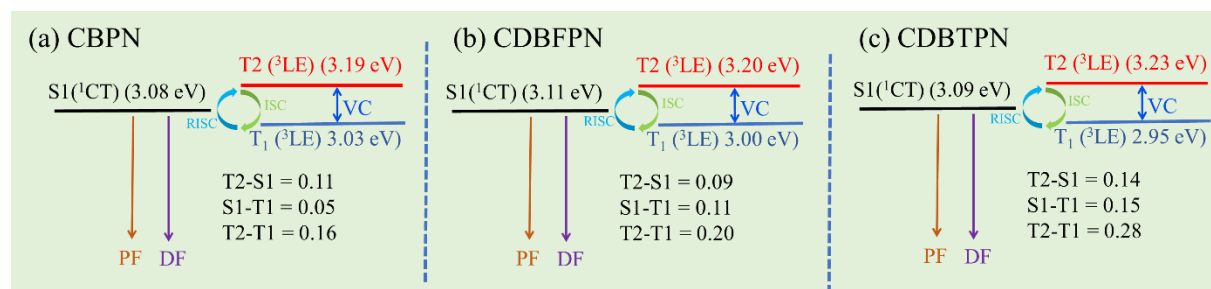 (a) CBPN
T2 (³LE) (3.19 eV)
S1(¹CT) (3.08 eV)
ISC
VC
RISC
T₁ (³LE) 3.03 eV)
T2-S1 = 0.11
S1-T1 = 0.05
T2-T1 = 0.16
PF DF
(b) CDBFPN
T2 (³LE) (3.20 eV)
S1(¹CT) (3.11 eV)
ISC
VC
RISC
T₁ (³LE) 3.00 eV)
T2-S1 = 0.09
S1-T1 = 0.11
T2-T1 = 0.20
PF DF
(c) CDBTPN
T2 (³LE) (3.23 eV)
S1(¹CT) (3.09 eV)
ISC
VC
RISC
T₁ (³LE) 2.95 eV)
T2-S1 = 0.14
S1-T1 = 0.15
T2-T1 = 0.28
PF DF